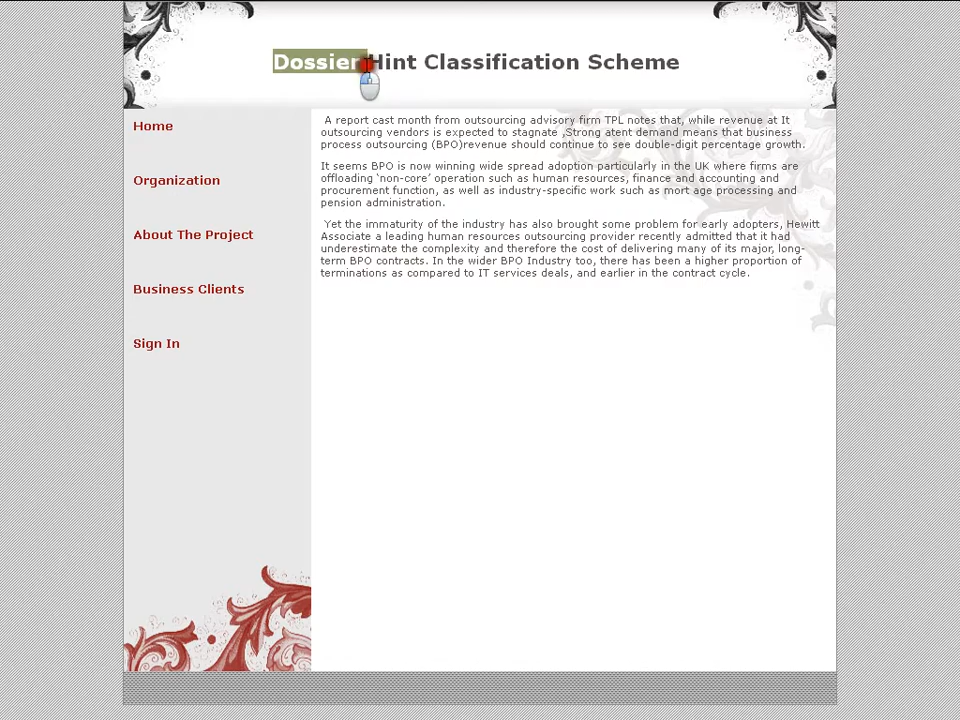 Dossier Hint Classification Scheme
Home
Organization
About The Project
Business Clients
Sign In
A report cast month from outsourcing advisory firm TPL notes that, while revenue at It
outsourcing vendors is expected to stagnate ,Strong atent demand means that business
process outsourcing (BPO)revenue should continue to see double-digit percentage growth.
It seems BPO is now winning wide spread adoption particularly in the UK where firms are
offloading ‘non-core’ operation such as human resources, finance and accounting and
procurement function, as well as industry-specific work such as mort age processing and
pension administration.
Yet the immaturity of the industry has also brought some problem for early adopters, Hewitt
Associate a leading human resources outsourcing provider recently admitted that it had
underestimate the complexity and therefore the cost of delivering many of its major, long-
term BPO contracts. In the wider BPO Industry too, there has been a higher proportion of
terminations as compared to IT services deals, and earlier in the contract cycle.